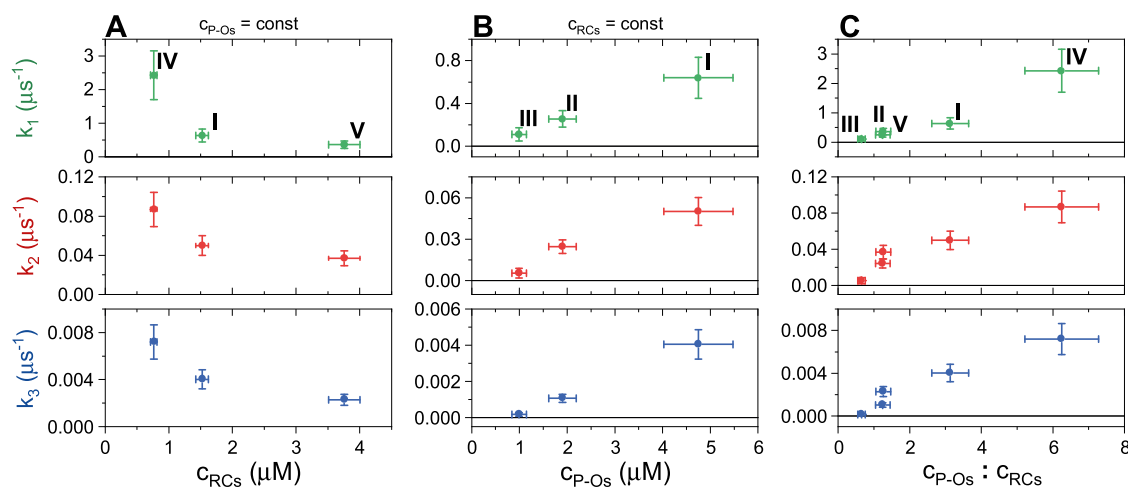 A
c_P-Os = const
B
c_RCs = const
C
k₁ (μs⁻¹)
3
2
1
0
IV
I
V
0.8
0.4
0.0
III
II
I
3
2
1
0
III
II
V
I
IV
k₂ (μs⁻¹)
0.12
0.08
0.04
0.00
0.06
0.03
0.00
0.12
0.08
0.04
0.00
k₃ (μs⁻¹)
0.008
0.004
0.000
0.006
0.004
0.002
0.000
0.008
0.004
0.000
0 1 2 3 4
0 1 2 3 4 5 6
0 2 4 6 8
c_RCs (μM)
c_P-Os (μM)
c_P-Os : c_RCs